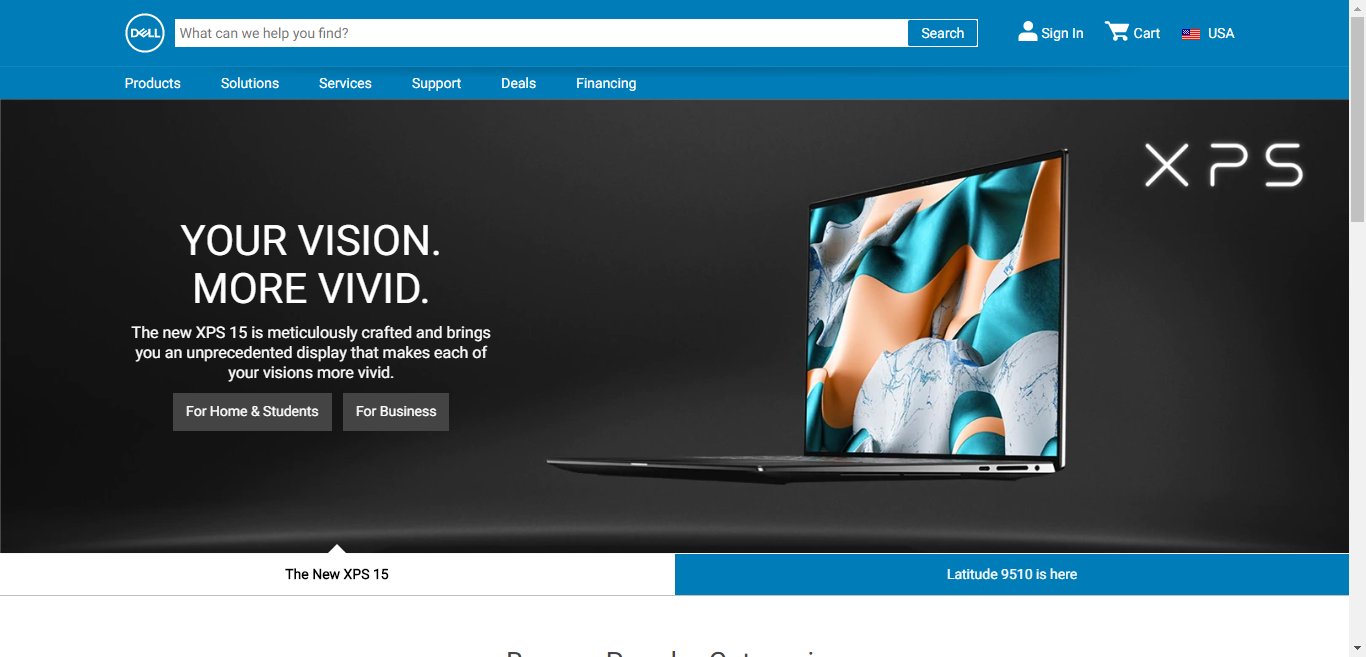 DELL
What can we help you find?
Search
Sign In
Cart
USA
Products
Solutions
Services
Support
Deals
Financing
XPS
YOUR VISION.
MORE VIVID.
The new XPS 15 is meticulously crafted and brings
you an unprecedented display that makes each of
your visions more vivid.
For Home & Students
For Business
The New XPS 15
Latitude 9510 is here